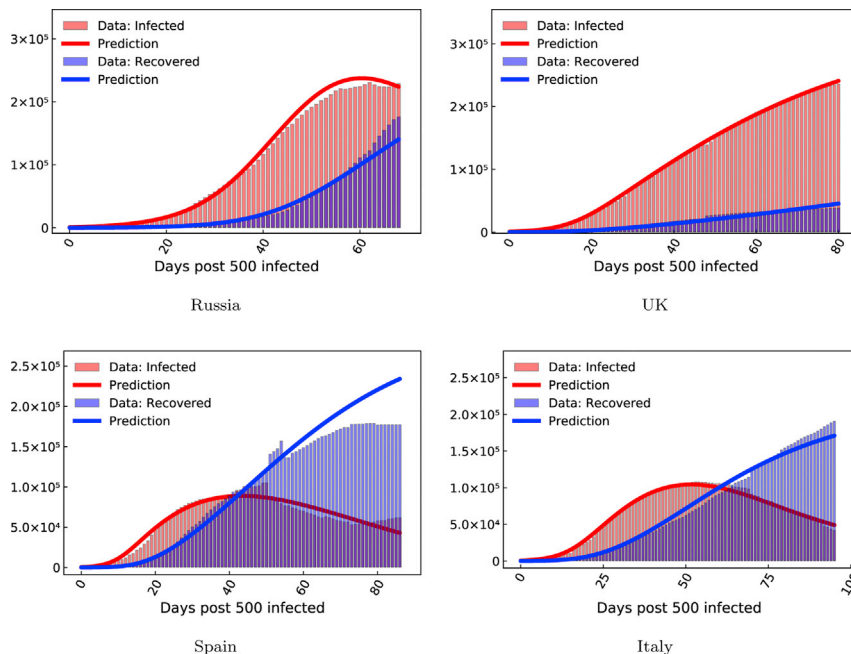 Data: Infected
Prediction
Data: Recovered
Prediction
3×10⁵
2×10⁵
1×10⁵
0
0 20 40 60
Days post 500 infected
Russia
Data: Infected
Prediction
Data: Recovered
Prediction
3×10⁵
2×10⁵
1×10⁵
0
0 20 40 60 80
Days post 500 infected
UK
Data: Infected
Prediction
Data: Recovered
Prediction
2.5×10⁵
2.0×10⁵
1.5×10⁵
1.0×10⁵
5.0×10⁴
0
0 20 40 60 80
Days post 500 infected
Spain
Data: Infected
Prediction
Data: Recovered
Prediction
2.5×10⁵
2.0×10⁵
1.5×10⁵
1.0×10⁵
5.0×10⁴
0
0 25 50 75 100
Days post 500 infected
Italy